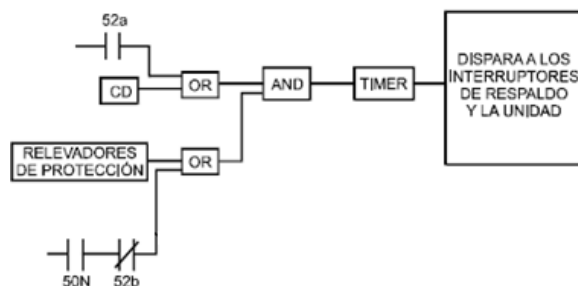 52a
CD
OR
AND
TIMER
DISPARA A LOS
INTERRUPTORES
DE RESPALDO
Y LA UNIDAD
RELEVADORES
DE PROTECCIÓN
OR
50N
52b